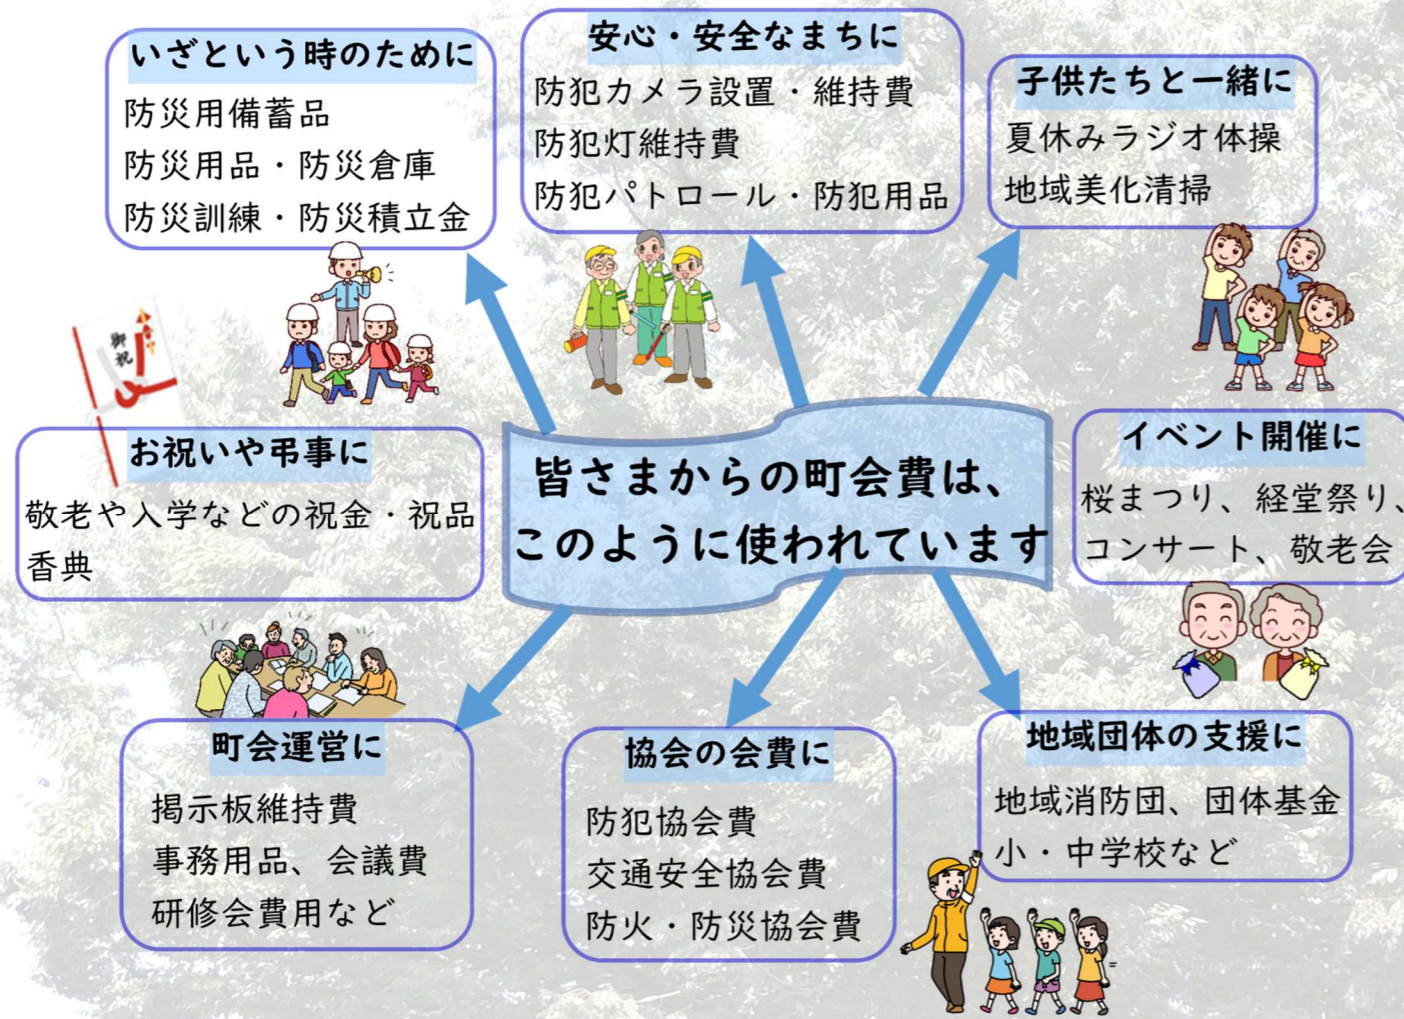 いざという時のために
防災用備蓄品
防災用品・防災倉庫
防災訓練・防災積立金
安心・安全なまちに
防犯カメラ設置・維持費
防犯灯維持費
防犯パトロール・防犯用品
子供たちと一緒に
夏休みラジオ体操
地域美化清掃
御祝
お祝いや弔事に
敬老や入学などの祝金・祝品
香典
皆さまからの町会費は、
このように使われています
イベント開催に
桜まつり、経堂祭り、
コンサート、敬老会
町会運営に
掲示板維持費
事務用品、会議費
研修会費用など
協会の会費に
防犯協会費
交通安全協会費
防火・防災協会費
地域団体の支援に
地域消防団、団体基金
小・中学校など